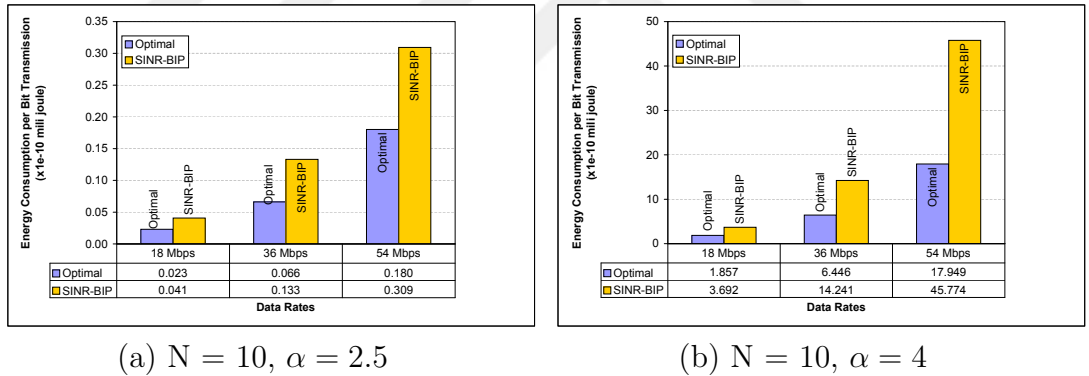 Energy Consumption per Bit Transmission
(x1e-10 mili joule)
0.35
0.30
0.25
0.20
0.15
0.10
0.05
0.00
Optimal
SINR-BIP
Optimal
SINR-BIP
Optimal
SINR-BIP
Optimal
SINR-BIP
18 Mbps 36 Mbps 54 Mbps
Optimal 0.023 0.066 0.180
SINR-BIP 0.041 0.133 0.309
Data Rates
(a) N = 10, α = 2.5
Energy Consumption per Bit Transmission
(x1e-10 mili joule)
50
40
30
20
10
0
Optimal
SINR-BIP
Optimal
SINR-BIP
Optimal
SINR-BIP
Optimal
SINR-BIP
18 Mbps 36 Mbps 54 Mbps
Optimal 1.857 6.446 17.949
SINR-BIP 3.692 14.241 45.774
Data Rates
(b) N = 10, α = 4